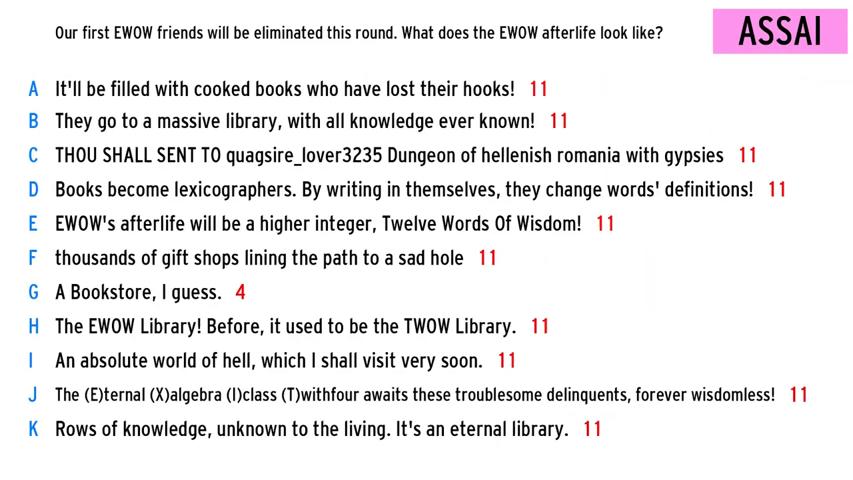 Our first EWOW friends will be eliminated this round. What does the EWOW afterlife look like?
ASSAI
A It'll be filled with cooked books who have lost their hooks! 11
B They go to a massive library, with all knowledge ever known! 11
C THOU SHALL SENT TO quagsire_lover3235 Dungeon of hellenish romania with gypsies 11
D Books become lexicographers. By writing in themselves, they change words' definitions! 11
E EWOW's afterlife will be a higher integer, Twelve Words Of Wisdom! 11
F thousands of gift shops lining the path to a sad hole 11
G A Bookstore, I guess. 4
H The EWOW Library! Before, it used to be the TWOW Library. 11
I An absolute world of hell, which I shall visit very soon. 11
J The (E)ternal (X)algebra (I)class (T)withfour awaits these troublesome delinquents, forever wisdomless! 11
K Rows of knowledge, unknown to the living. It's an eternal library. 11